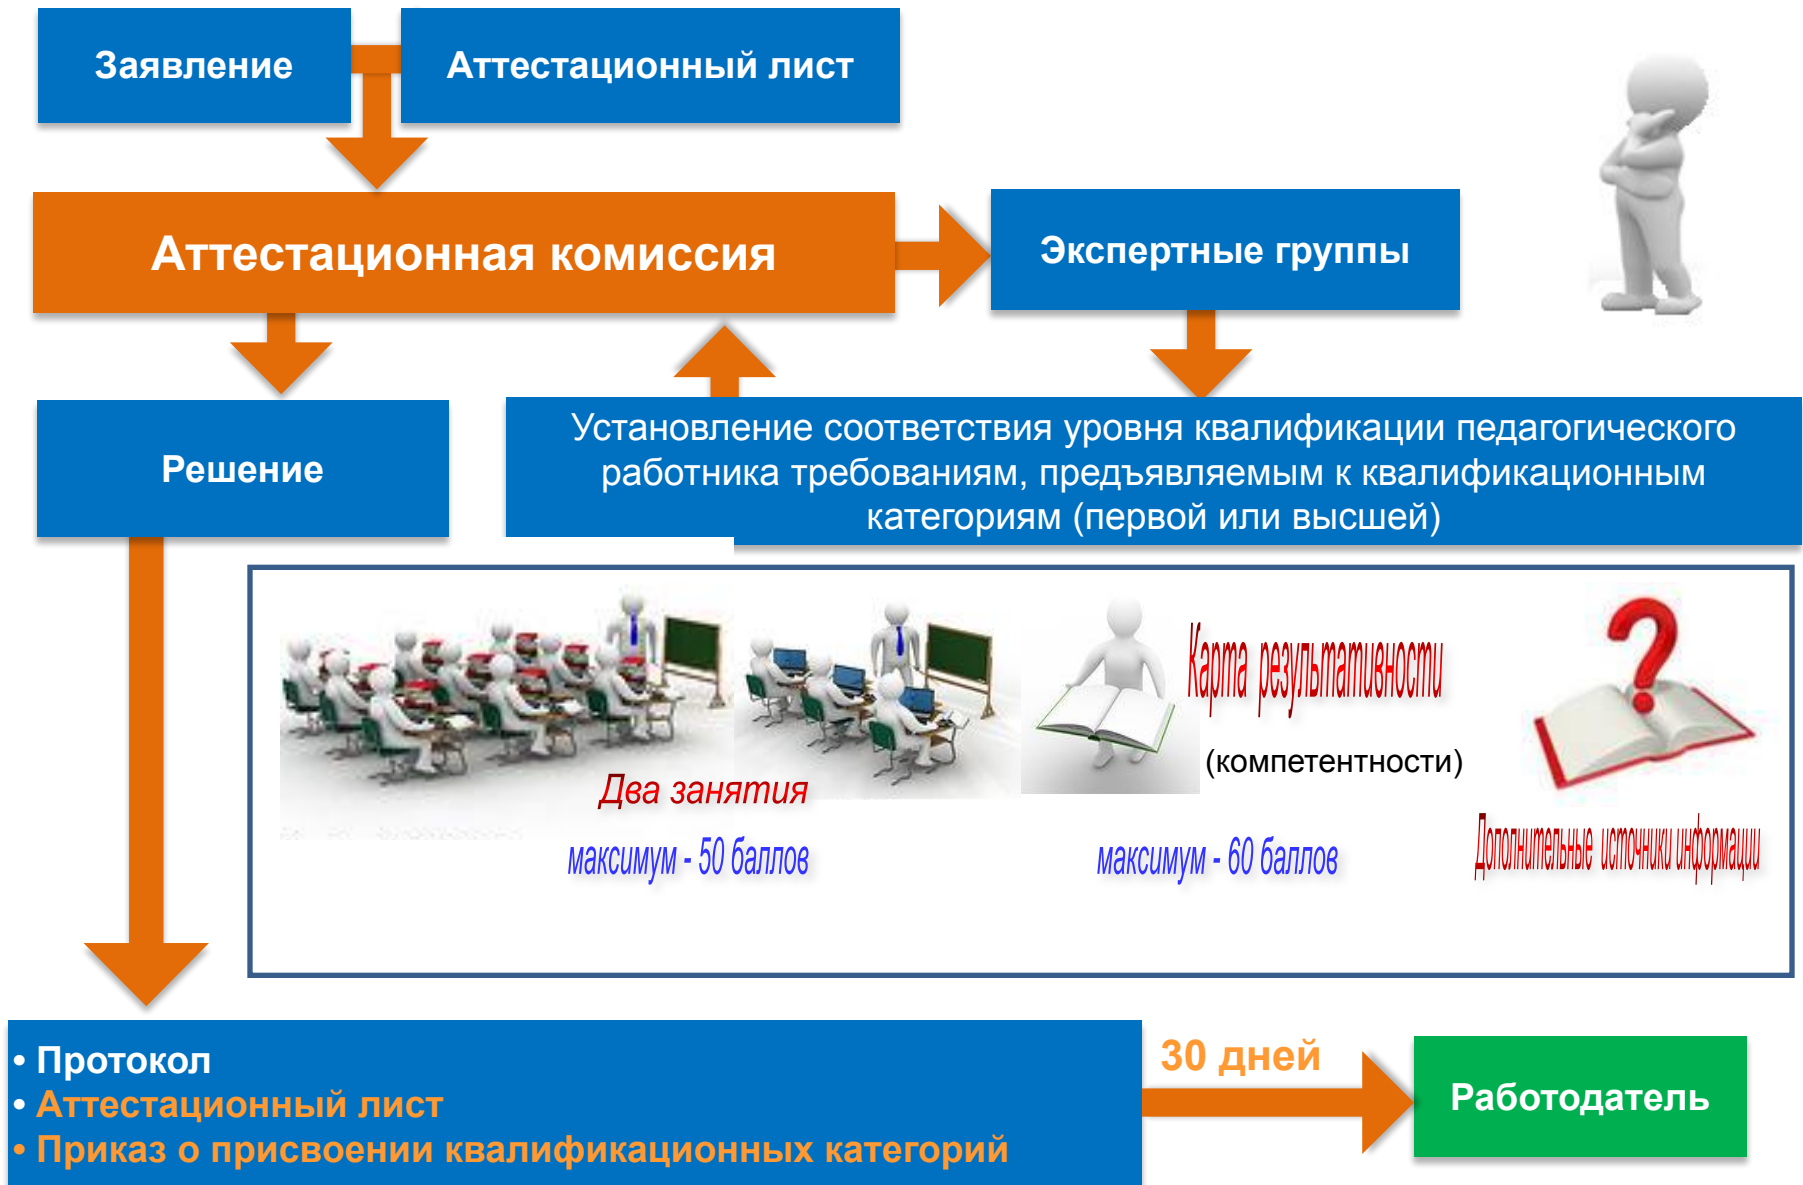 Заявление
Аттестационный лист
Аттестационная комиссия
Экспертные группы
Решение
Установление соответствия уровня квалификации педагогического
работника требованиям, предъявляемым к квалификационным
категориям (первой или высшей)
Два занятия
максимум - 50 баллов
Карта результативности
(компетентности)
максимум - 60 баллов
Дополнительные источники информации
• Протокол
• Аттестационный лист
• Приказ о присвоении квалификационных категорий
30 дней
Работодатель